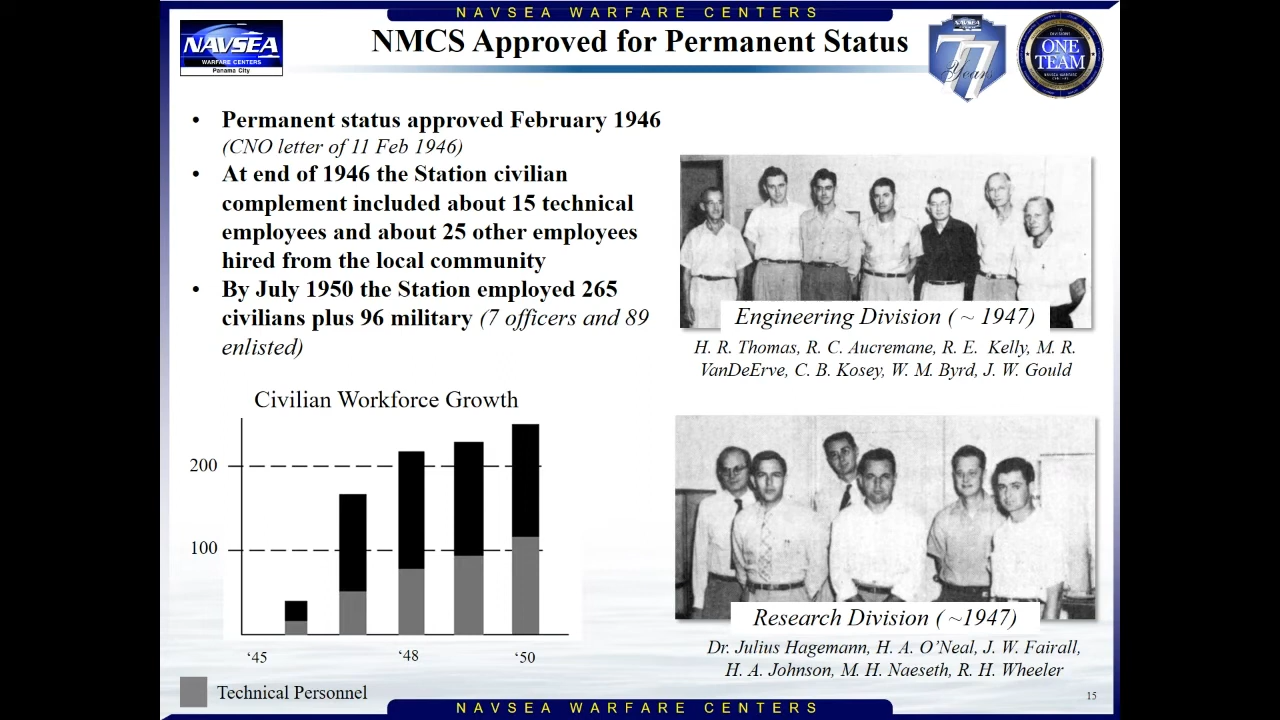 NAVSEA WARFARE CENTERS
NAVSEA
WARFARE CENTERS
Panama City
NMCS Approved for Permanent Status
NAVSEA
77
Years
ONE
TEAM
• Permanent status approved February 1946
(CNO letter of 11 Feb 1946)
• At end of 1946 the Station civilian
complement included about 15 technical
employees and about 25 other employees
hired from the local community
• By July 1950 the Station employed 265
civilians plus 96 military (7 officers and 89
enlisted)
Engineering Division ( ~ 1947)
H. R. Thomas, R. C. Aucremane, R. E. Kelly, M. R.
VanDeErve, C. B. Kosey, W. M. Byrd, J. W. Gould
Civilian Workforce Growth
200
100
‘45
‘48
‘50
Technical Personnel
Research Division ( ~1947)
Dr. Julius Hagemann, H. A. O’Neal, J. W. Fairall,
H. A. Johnson, M. H. Naeseth, R. H. Wheeler
15
NAVSEA WARFARE CENTERS